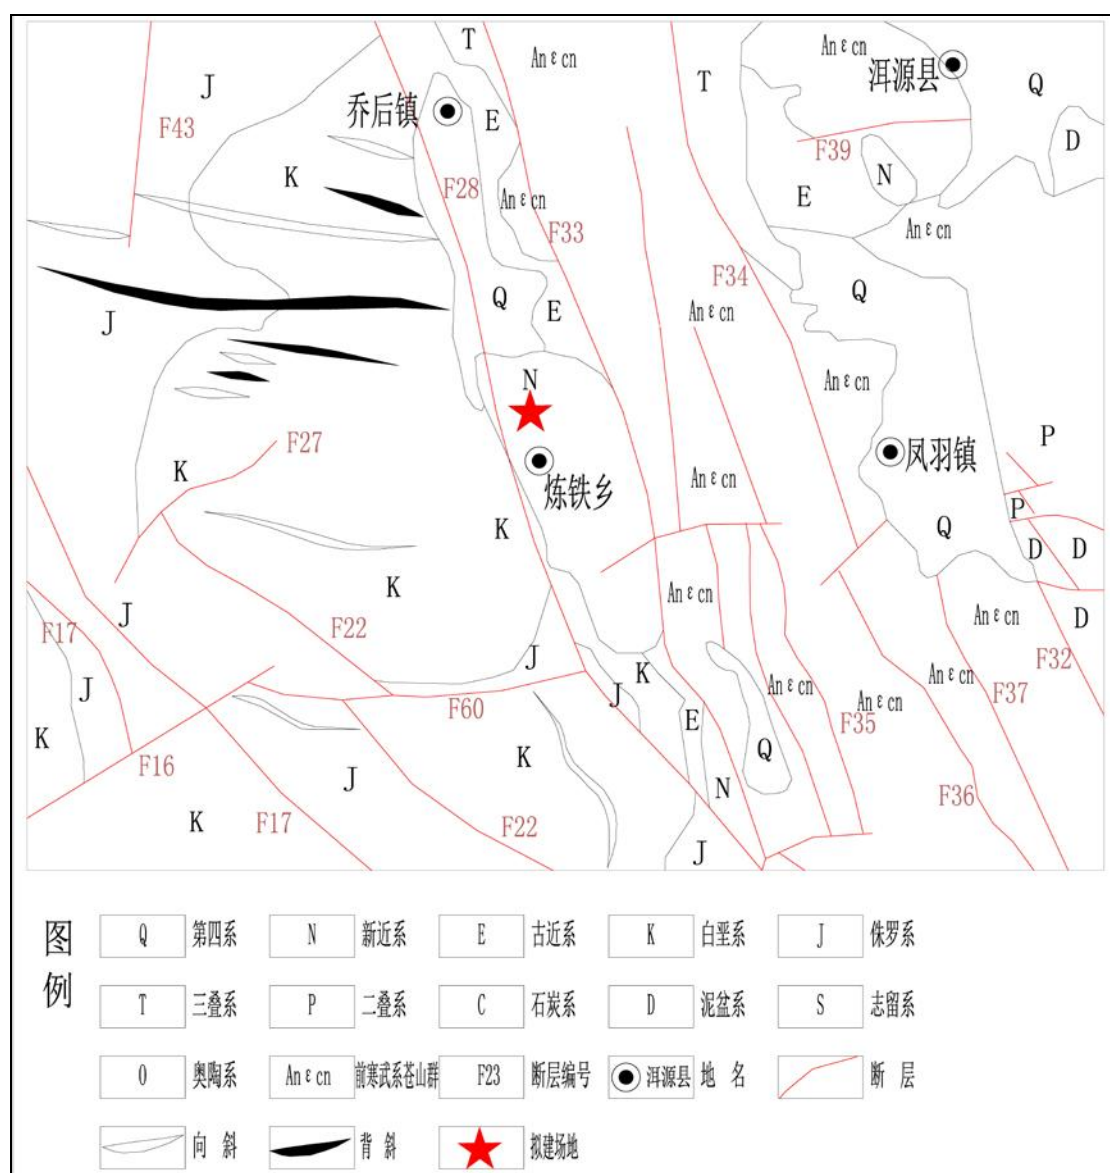 T
An ε cn
An ε cn
洱源县
J
T
Q
乔后镇
E
F43
D
F39
K
N
F28
An ε cn
E
F33
An ε cn
F34
Q
Q
E
An ε cn
J
N
An ε cn
F27
P
K
凤羽镇
炼铁乡
An ε cn
P
K
Q
D
D
K
An ε cn
J
An ε cn
D
F17
F22
J
K
F32
J
An ε cn
An ε cn
J
An ε cn
F37
F60
E
F35
K
K
Q
F16
J
N
F36
K
F17
F22
J
图例
Q 第四系 N 新近系 E 古近系 K 白垩系 J 侏罗系
T 三叠系 P 二叠系 C 石炭系 D 泥盆系 S 志留系
O 奥陶系 An ε cn 前寒武系苍山群 F23 断层编号 洱源县 地 名 断 层
向 斜 背 斜 拟建场地